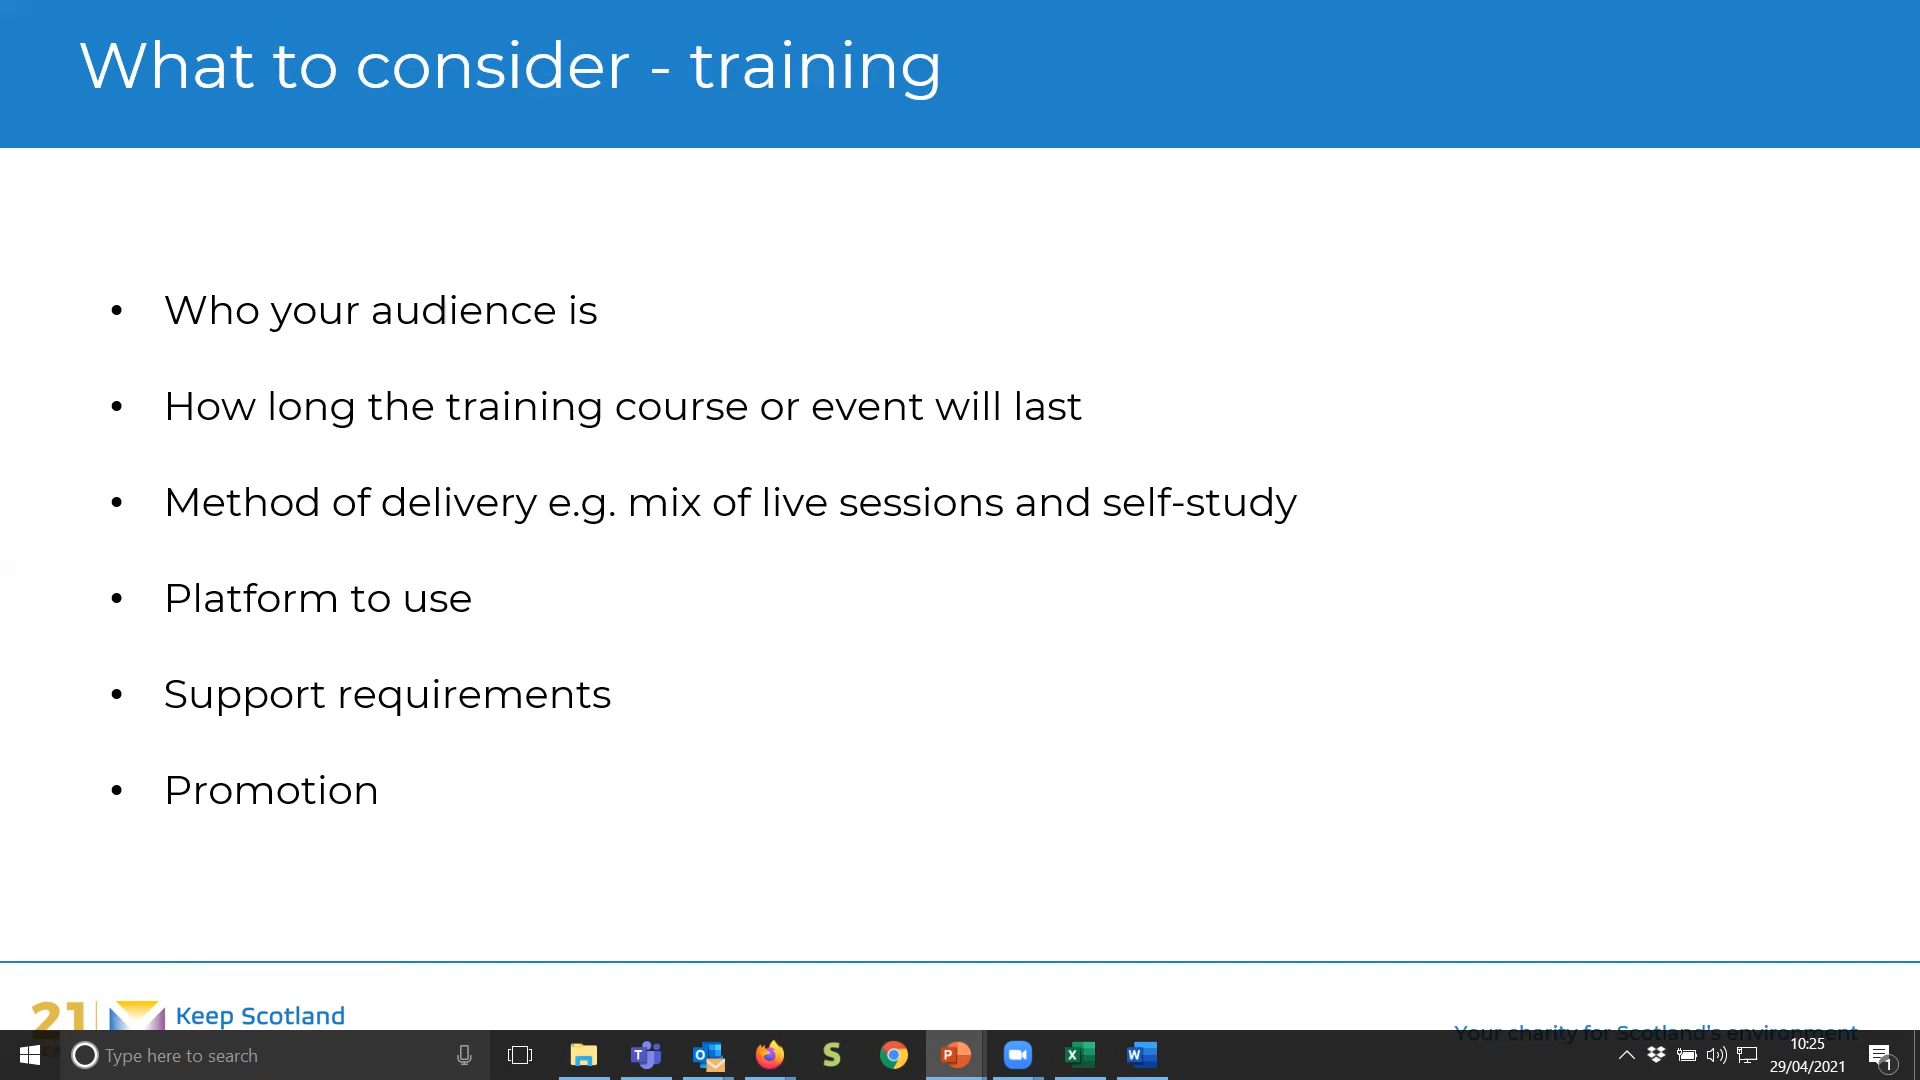 What to consider - training
• Who your audience is
• How long the training course or event will last
• Method of delivery e.g. mix of live sessions and self-study
• Platform to use
• Support requirements
• Promotion
21
Keep Scotland
Your charity for Scotland's environment
Type here to search
10:25
29/04/2021
1